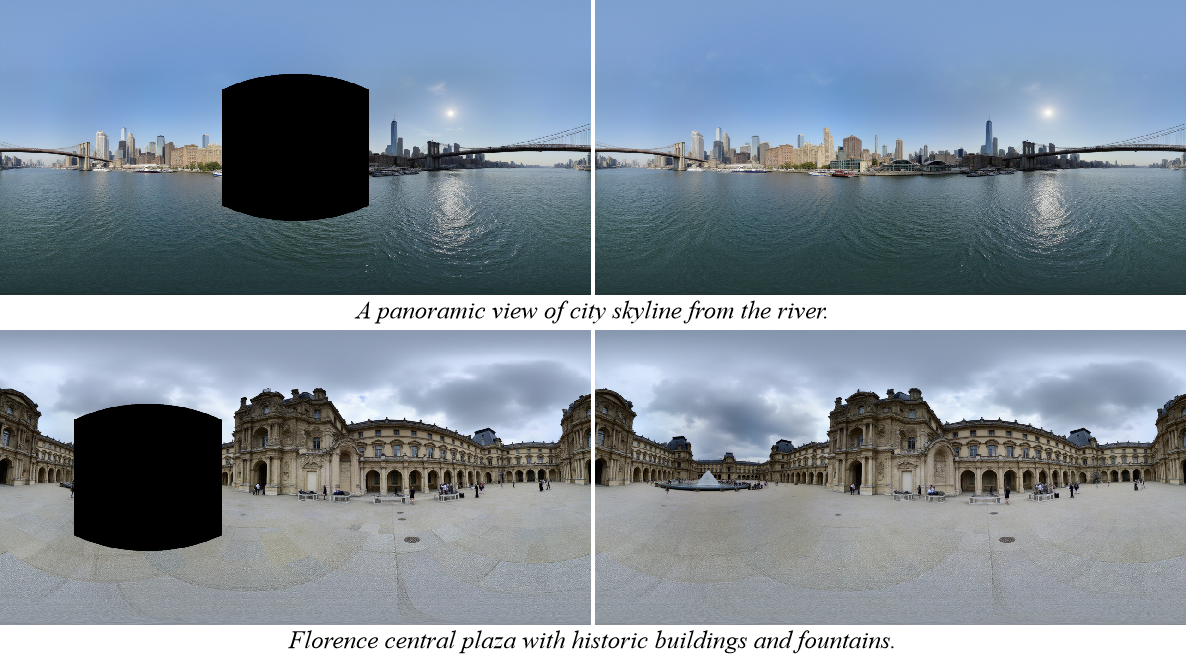 A panoramic view of city skyline from the river.
Florence central plaza with historic buildings and fountains.